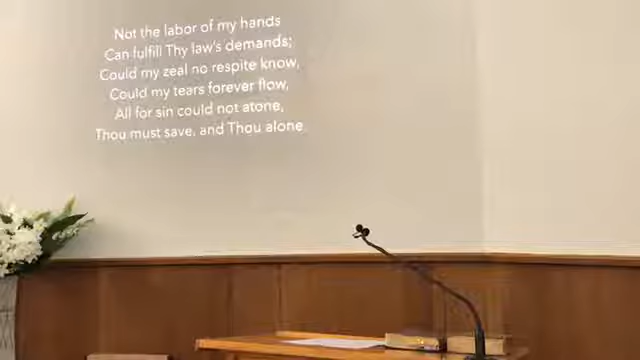 Not the labor of my hands
Can fulfill Thy law's demands;
Could my zeal no respite know,
Could my tears forever flow,
All for sin could not atone,
Thou must save, and Thou alone.